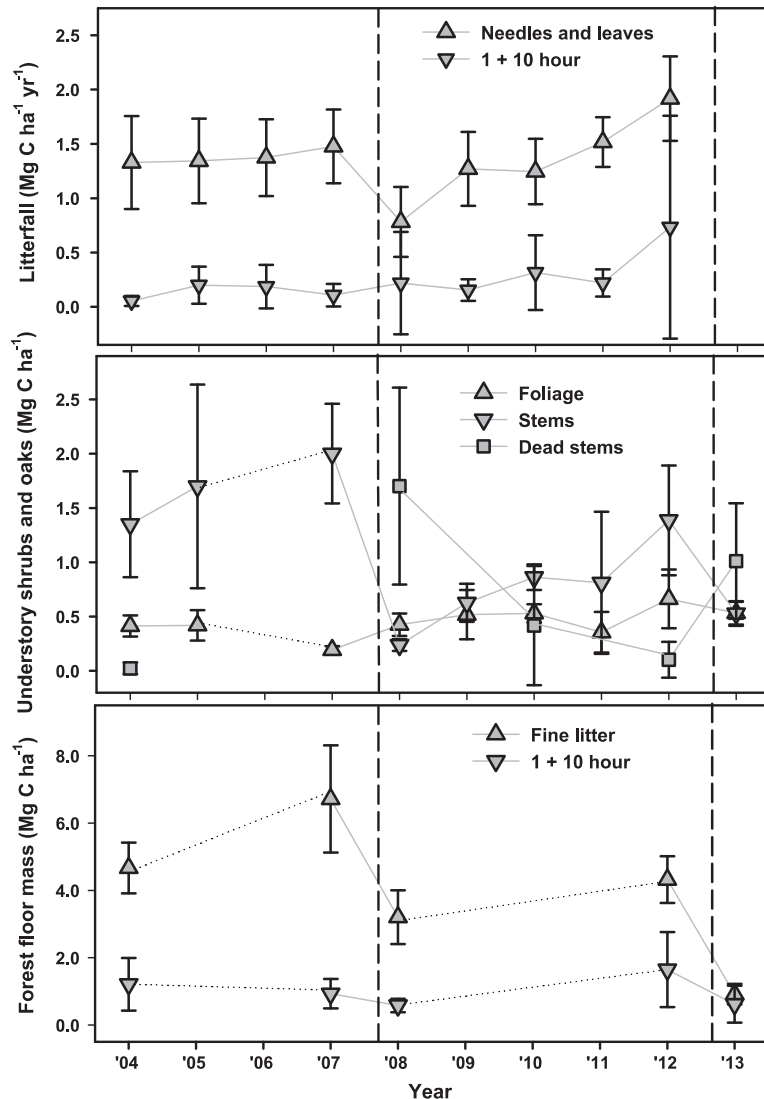 Litterfall (Mg C ha⁻¹ yr⁻¹)
2.5
2.0
1.5
1.0
0.5
0.0
Needles and leaves
1 + 10 hour
Understory shrubs and oaks (Mg C ha⁻¹)
2.5
2.0
1.5
1.0
0.5
0.0
Foliage
Stems
Dead stems
Forest floor mass (Mg C ha⁻¹)
8.0
6.0
4.0
2.0
0.0
Fine litter
1 + 10 hour
'04 '05 '06 '07 '08 '09 '10 '11 '12 '13
Year